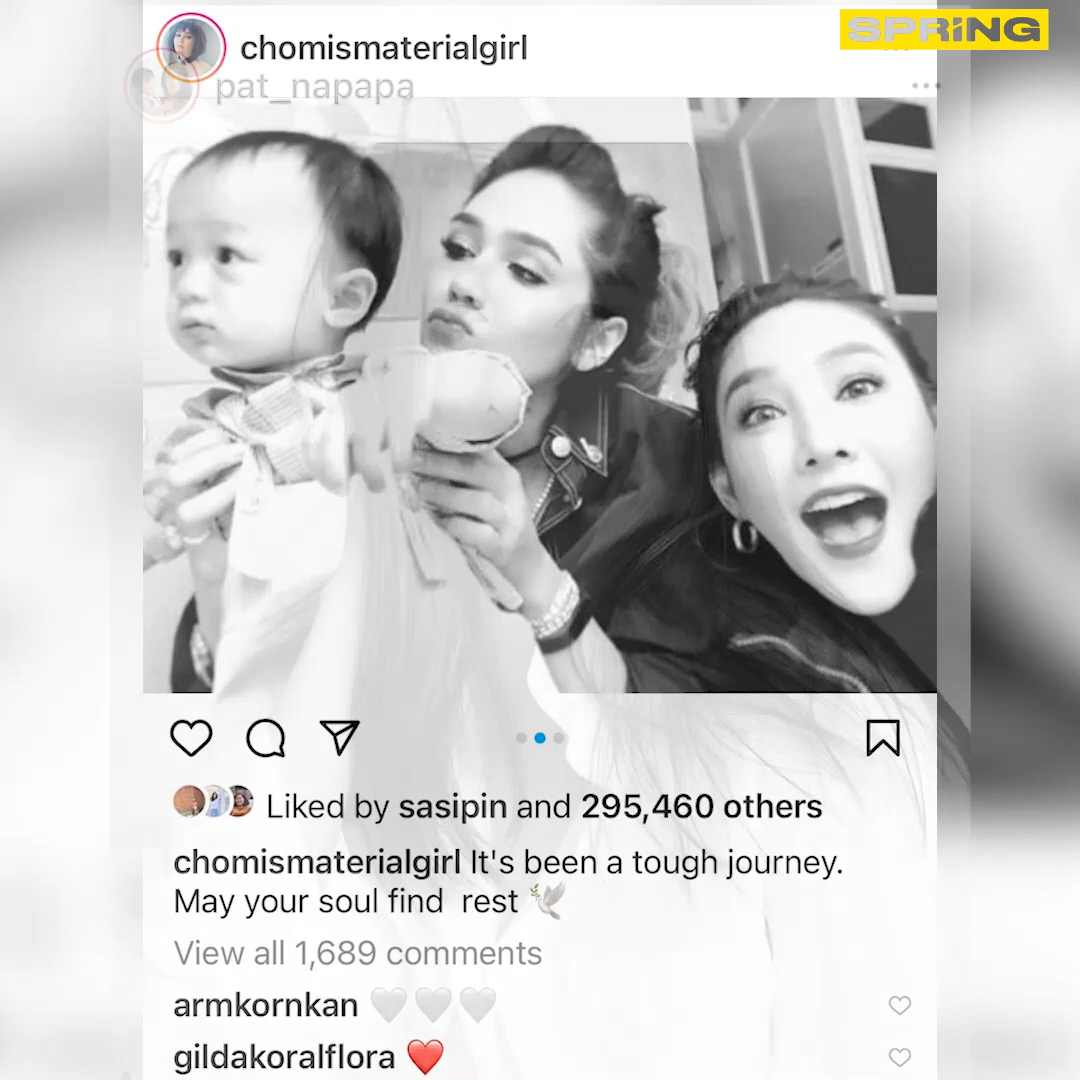 SPRiNG
chomismaterialgirl
pat_napapa
Liked by sasipin and 295,460 others
chomismaterialgirl It's been a tough journey.
May your soul find rest 🕊️
View all 1,689 comments
armkornkan 🤍🤍🤍
gildakoralflora ❤️